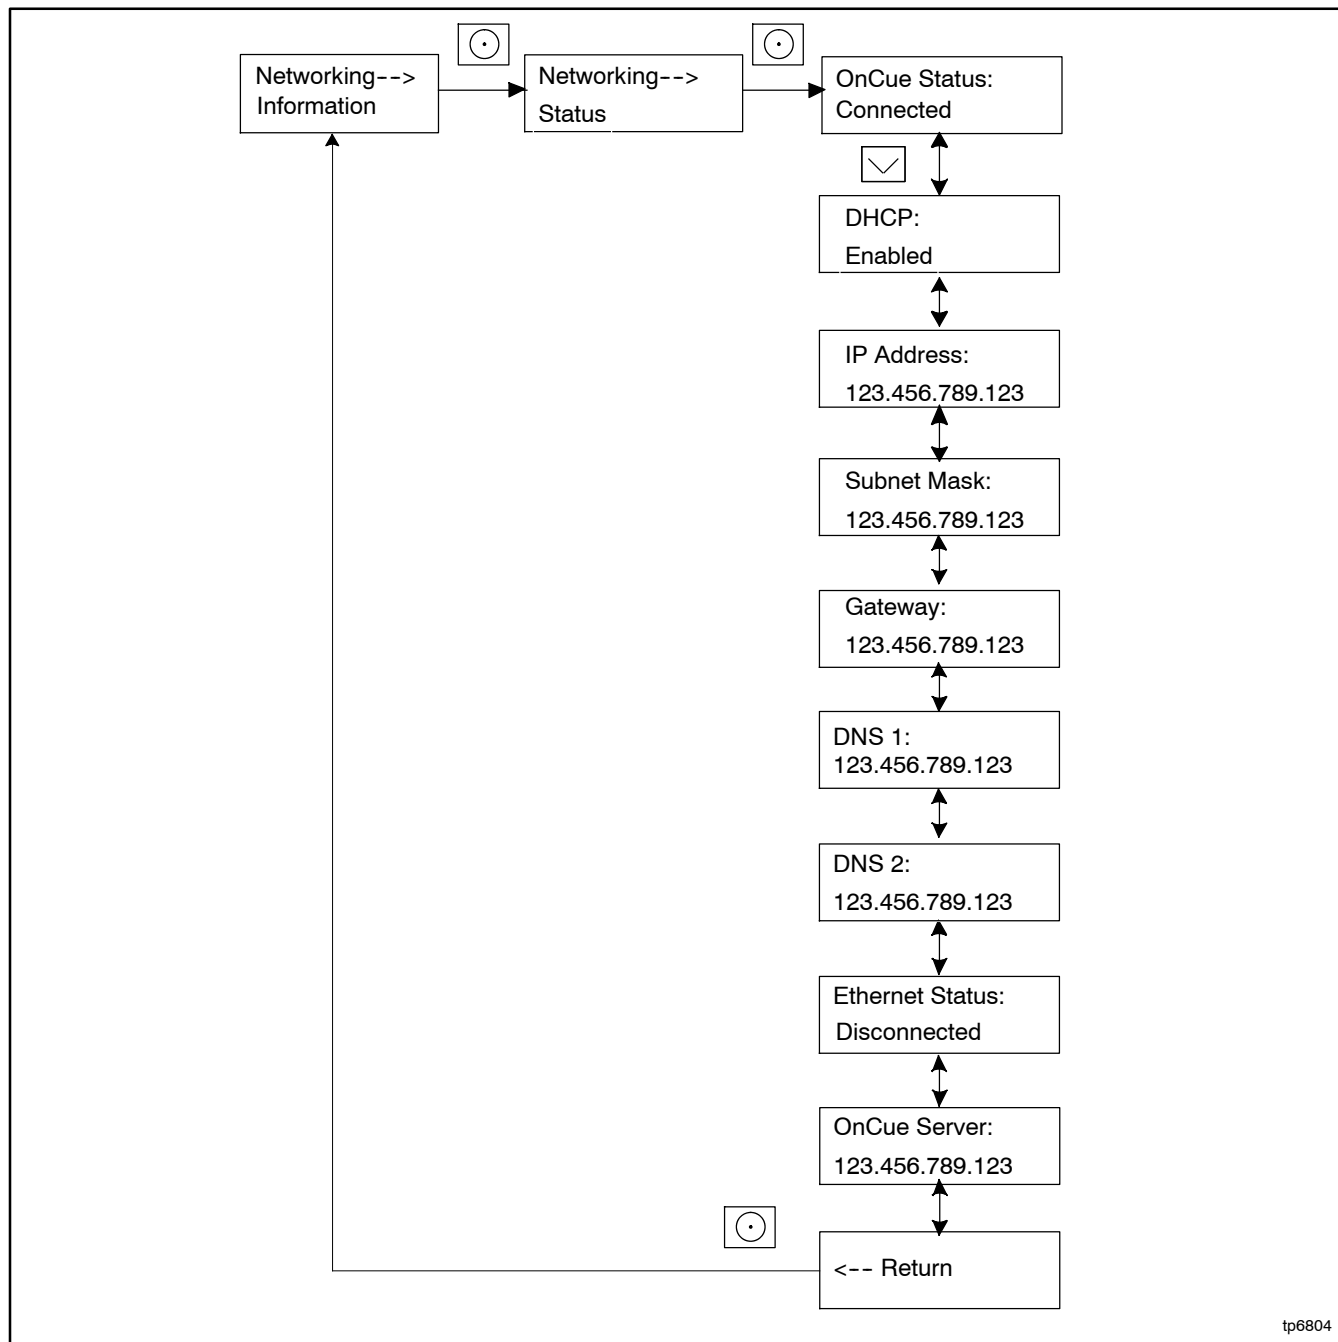 Networking-->
Information
Networking-->
Status
OnCue Status:
Connected
DHCP:
Enabled
IP Address:
123.456.789.123
Subnet Mask:
123.456.789.123
Gateway:
123.456.789.123
DNS 1:
123.456.789.123
DNS 2:
123.456.789.123
Ethernet Status:
Disconnected
OnCue Server:
123.456.789.123
<-- Return
tp6804